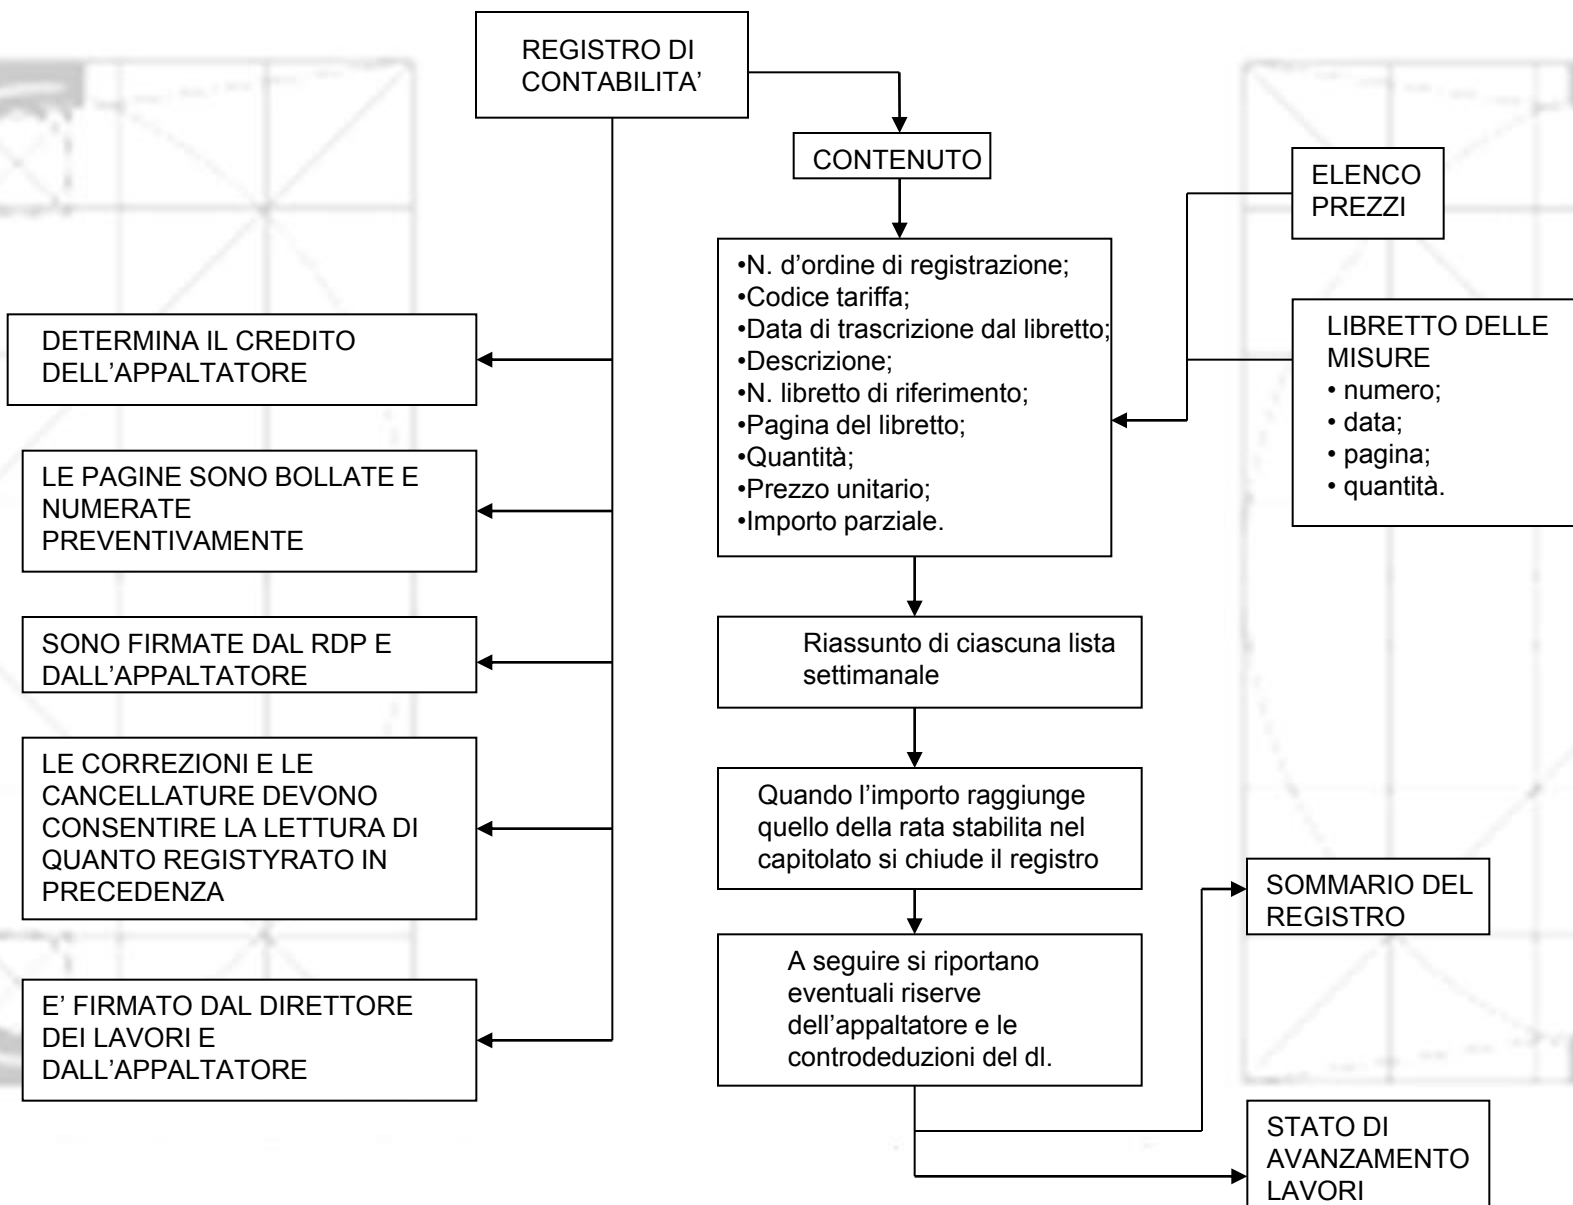 REGISTRO DI
CONTABILITA’
CONTENUTO
ELENCO
PREZZI
•N. d’ordine di registrazione;
•Codice tariffa;
•Data di trascrizione dal libretto;
•Descrizione;
•N. libretto di riferimento;
•Pagina del libretto;
•Quantità;
•Prezzo unitario;
•Importo parziale.
LIBRETTO DELLE
MISURE
• numero;
• data;
• pagina;
• quantità.
DETERMINA IL CREDITO
DELL’APPALTATORE
LE PAGINE SONO BOLLATE E
NUMERATE
PREVENTIVAMENTE
SONO FIRMATE DAL RDP E
DALL’APPALTATORE
LE CORREZIONI E LE
CANCELLATURE DEVONO
CONSENTIRE LA LETTURA DI
QUANTO REGISTYRATO IN
PRECEDENZA
E’ FIRMATO DAL DIRETTORE
DEI LAVORI E
DALL’APPALTATORE
Riassunto di ciascuna lista
settimanale
Quando l’importo raggiunge
quello della rata stabilita nel
capitolato si chiude il registro
A seguire si riportano
eventuali riserve
dell’appaltatore e le
controdeduzioni del dl.
SOMMARIO DEL
REGISTRO
STATO DI
AVANZAMENTO
LAVORI